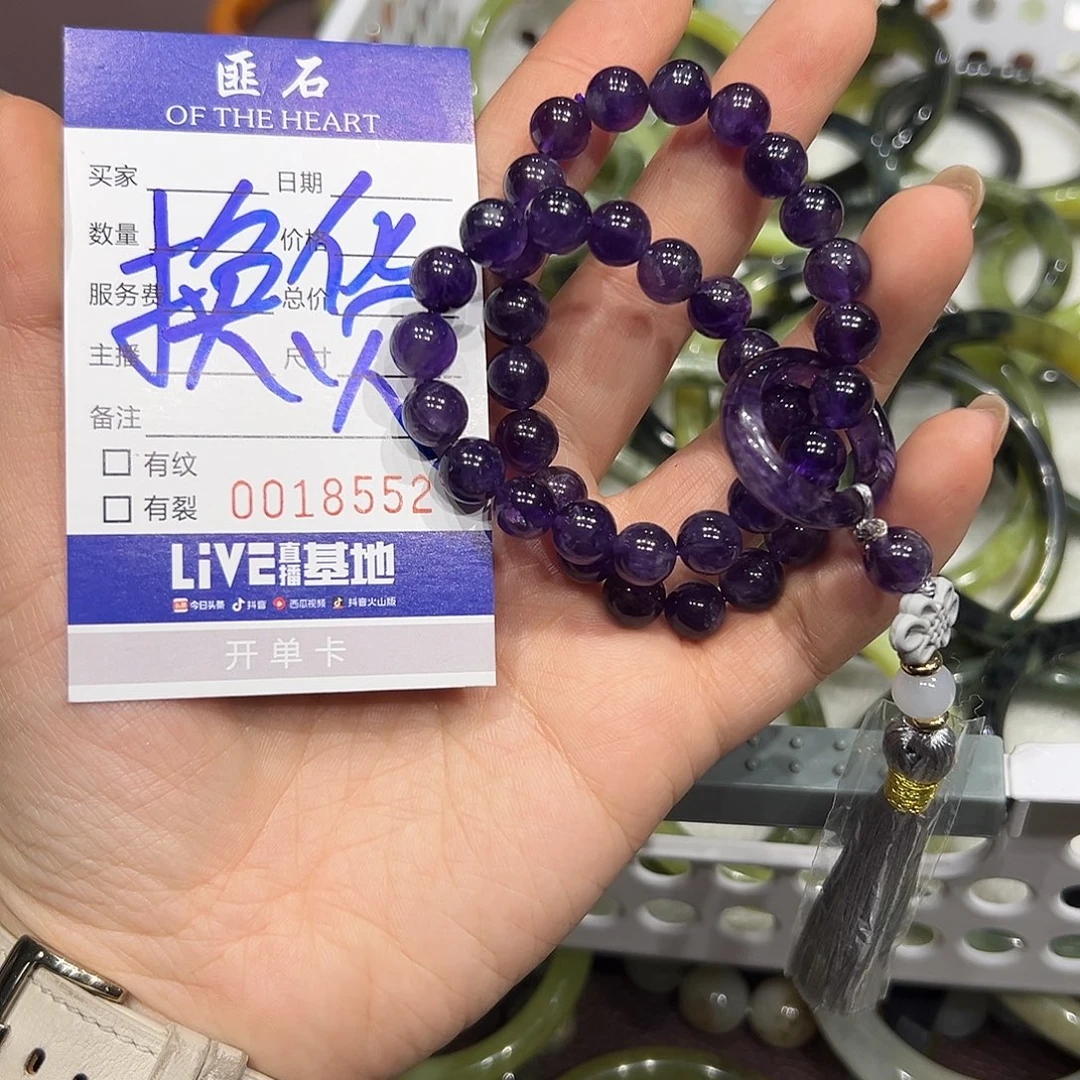 匪石
OF THE HEART
买家 日期
数量 价格
服务费 总价
主播 尺寸
换货
备注
有纹
有裂 0018552
LiVE直播基地
今日头条 抖音 西瓜视频 抖音火山版
开单卡